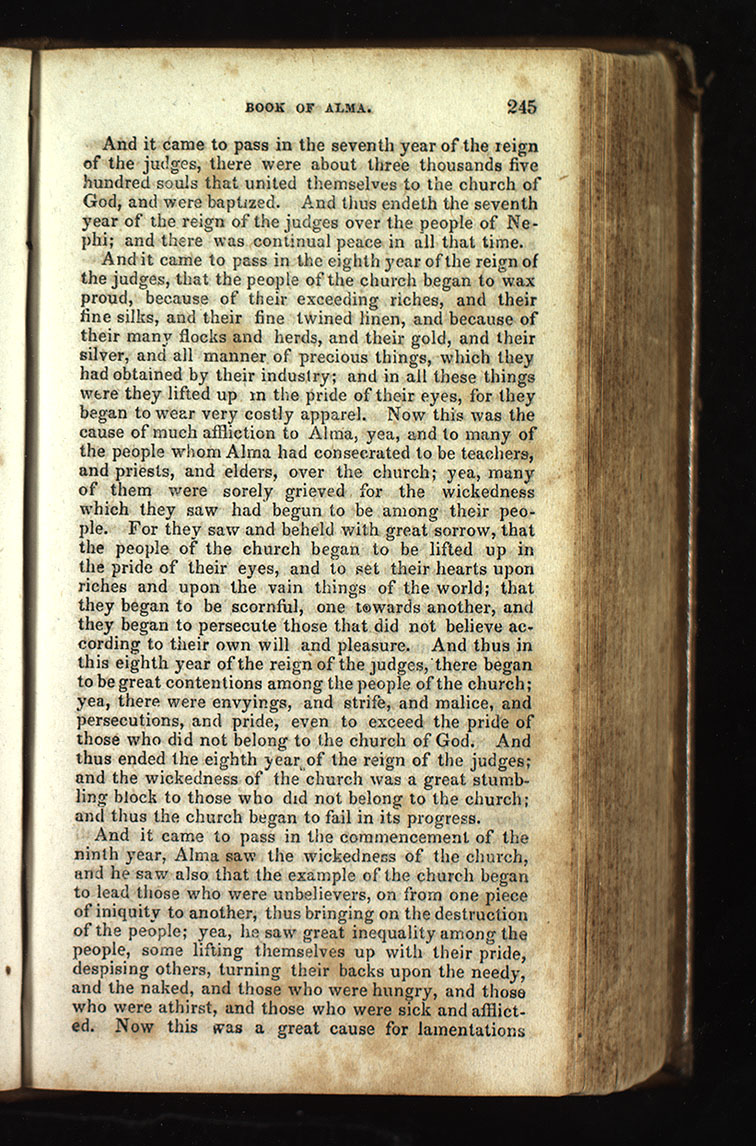 BOOK OF ALMA. 245
And it came to pass in the seventh year of the reign
of the judges, there were about three thousands five
hundred souls that united themselves to the church of
God, and were baptized. And thus endeth the seventh
year of the reign of the judges over the people of Ne-
phi; and there was continual peace in all that time.
And it came to pass in the eighth year of the reign of
the judges, that the people of the church began to wax
proud, because of their exceeding riches, and their
fine silks, and their fine twined linen, and because of
their many flocks and herds, and their gold, and their
silver, and all manner of precious things, which they
had obtained by their industry; and in all these things
were they lifted up in the pride of their eyes, for they
began to wear very costly apparel. Now this was the
cause of much affliction to Alma, yea, and to many of
the people whom Alma had consecrated to be teachers,
and priests, and elders, over the church; yea, many
of them were sorely grieved for the wickedness
which they saw had begun to be among their peo-
ple. For they saw and beheld with great sorrow, that
the people of the church began to be lifted up in
the pride of their eyes, and to set their hearts upon
riches and upon the vain things of the world; that
they began to be scornful, one towards another, and
they began to persecute those that did not believe ac-
cording to their own will and pleasure. And thus in
this eighth year of the reign of the judges, there began
to be great contentions among the people of the church;
yea, there were envyings, and strife, and malice, and
persecutions, and pride, even to exceed the pride of
those who did not belong to the church of God. And
thus ended the eighth year of the reign of the judges;
and the wickedness of the church was a great stumb-
ling block to those who did not belong to the church;
and thus the church began to fail in its progress.
And it came to pass in the commencement of the
ninth year, Alma saw the wickedness of the church,
and he saw also that the example of the church began
to lead those who were unbelievers, on from one piece
of iniquity to another, thus bringing on the destruction
of the people; yea, he saw great inequality among the
people, some lifting themselves up with their pride,
despising others, turning their backs upon the needy,
and the naked, and those who were hungry, and those
who were athirst, and those who were sick and afflict-
ed. Now this was a great cause for lamentations